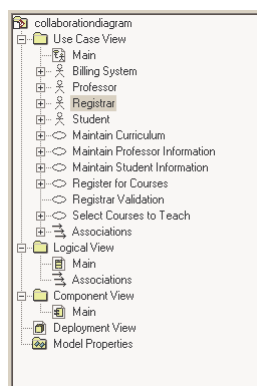 collaborationdiagram
Use Case View
Main
Billing System
Professor
Registrar
Student
Maintain Curriculum
Maintain Professor Information
Maintain Student Information
Register for Courses
Registrar Validation
Select Courses to Teach
Associations
Logical View
Main
Associations
Component View
Main
Deployment View
Model Properties